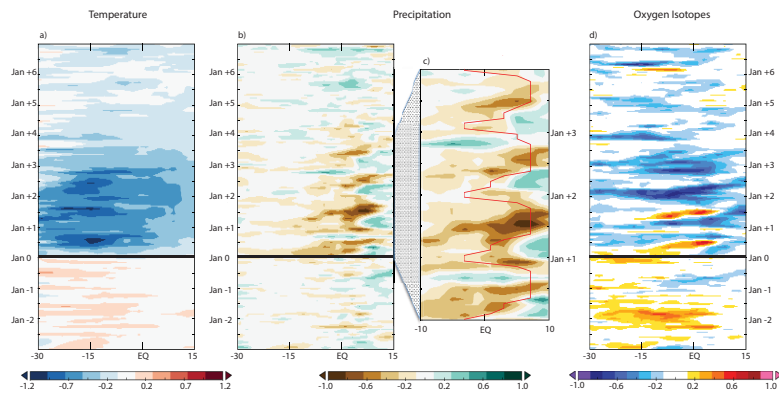 Temperature
Precipitation
Oxygen Isotopes
a)
Jan +6
Jan +5
Jan +4
Jan +3
Jan +2
Jan +1
Jan 0
Jan -1
Jan -2
-30 -15 EQ 15
-1.2 -0.7 -0.2 0.2 0.7 1.2
b)
Jan +6
Jan +5
Jan +4
Jan +3
Jan +2
Jan +1
Jan 0
Jan -1
Jan -2
-30 -15 EQ 15
c)
Jan +3
Jan +1
-10 EQ 10
-1.0 -0.6 -0.2 0.2 0.6 1.0
d)
Jan +6
Jan +5
Jan +4
Jan +3
Jan +2
Jan +1
Jan 0
Jan -1
Jan -2
-30 -15 EQ 15
-1.0 -0.6 -0.2 0.2 0.6 1.0